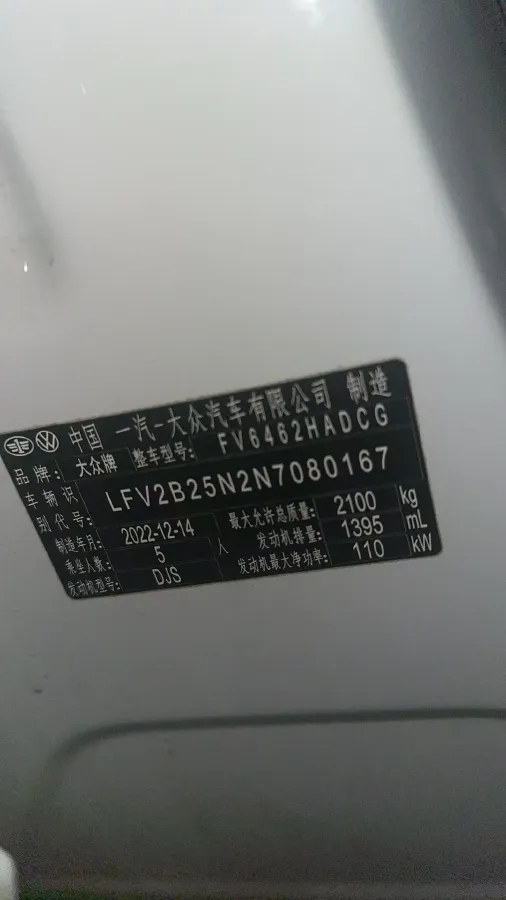 中国 一汽-大众汽车有限公司 制造
品牌: 大众牌 整车型号: FV6462HADCG
车辆识别代号: LFV2B25N2N7080167
制造年月: 2022-12-14 最大允许总质量: 2100 kg
乘坐人数: 5 人 发动机排量: 1395 mL
发动机型号: DJS 发动机最大净功率: 110 kW